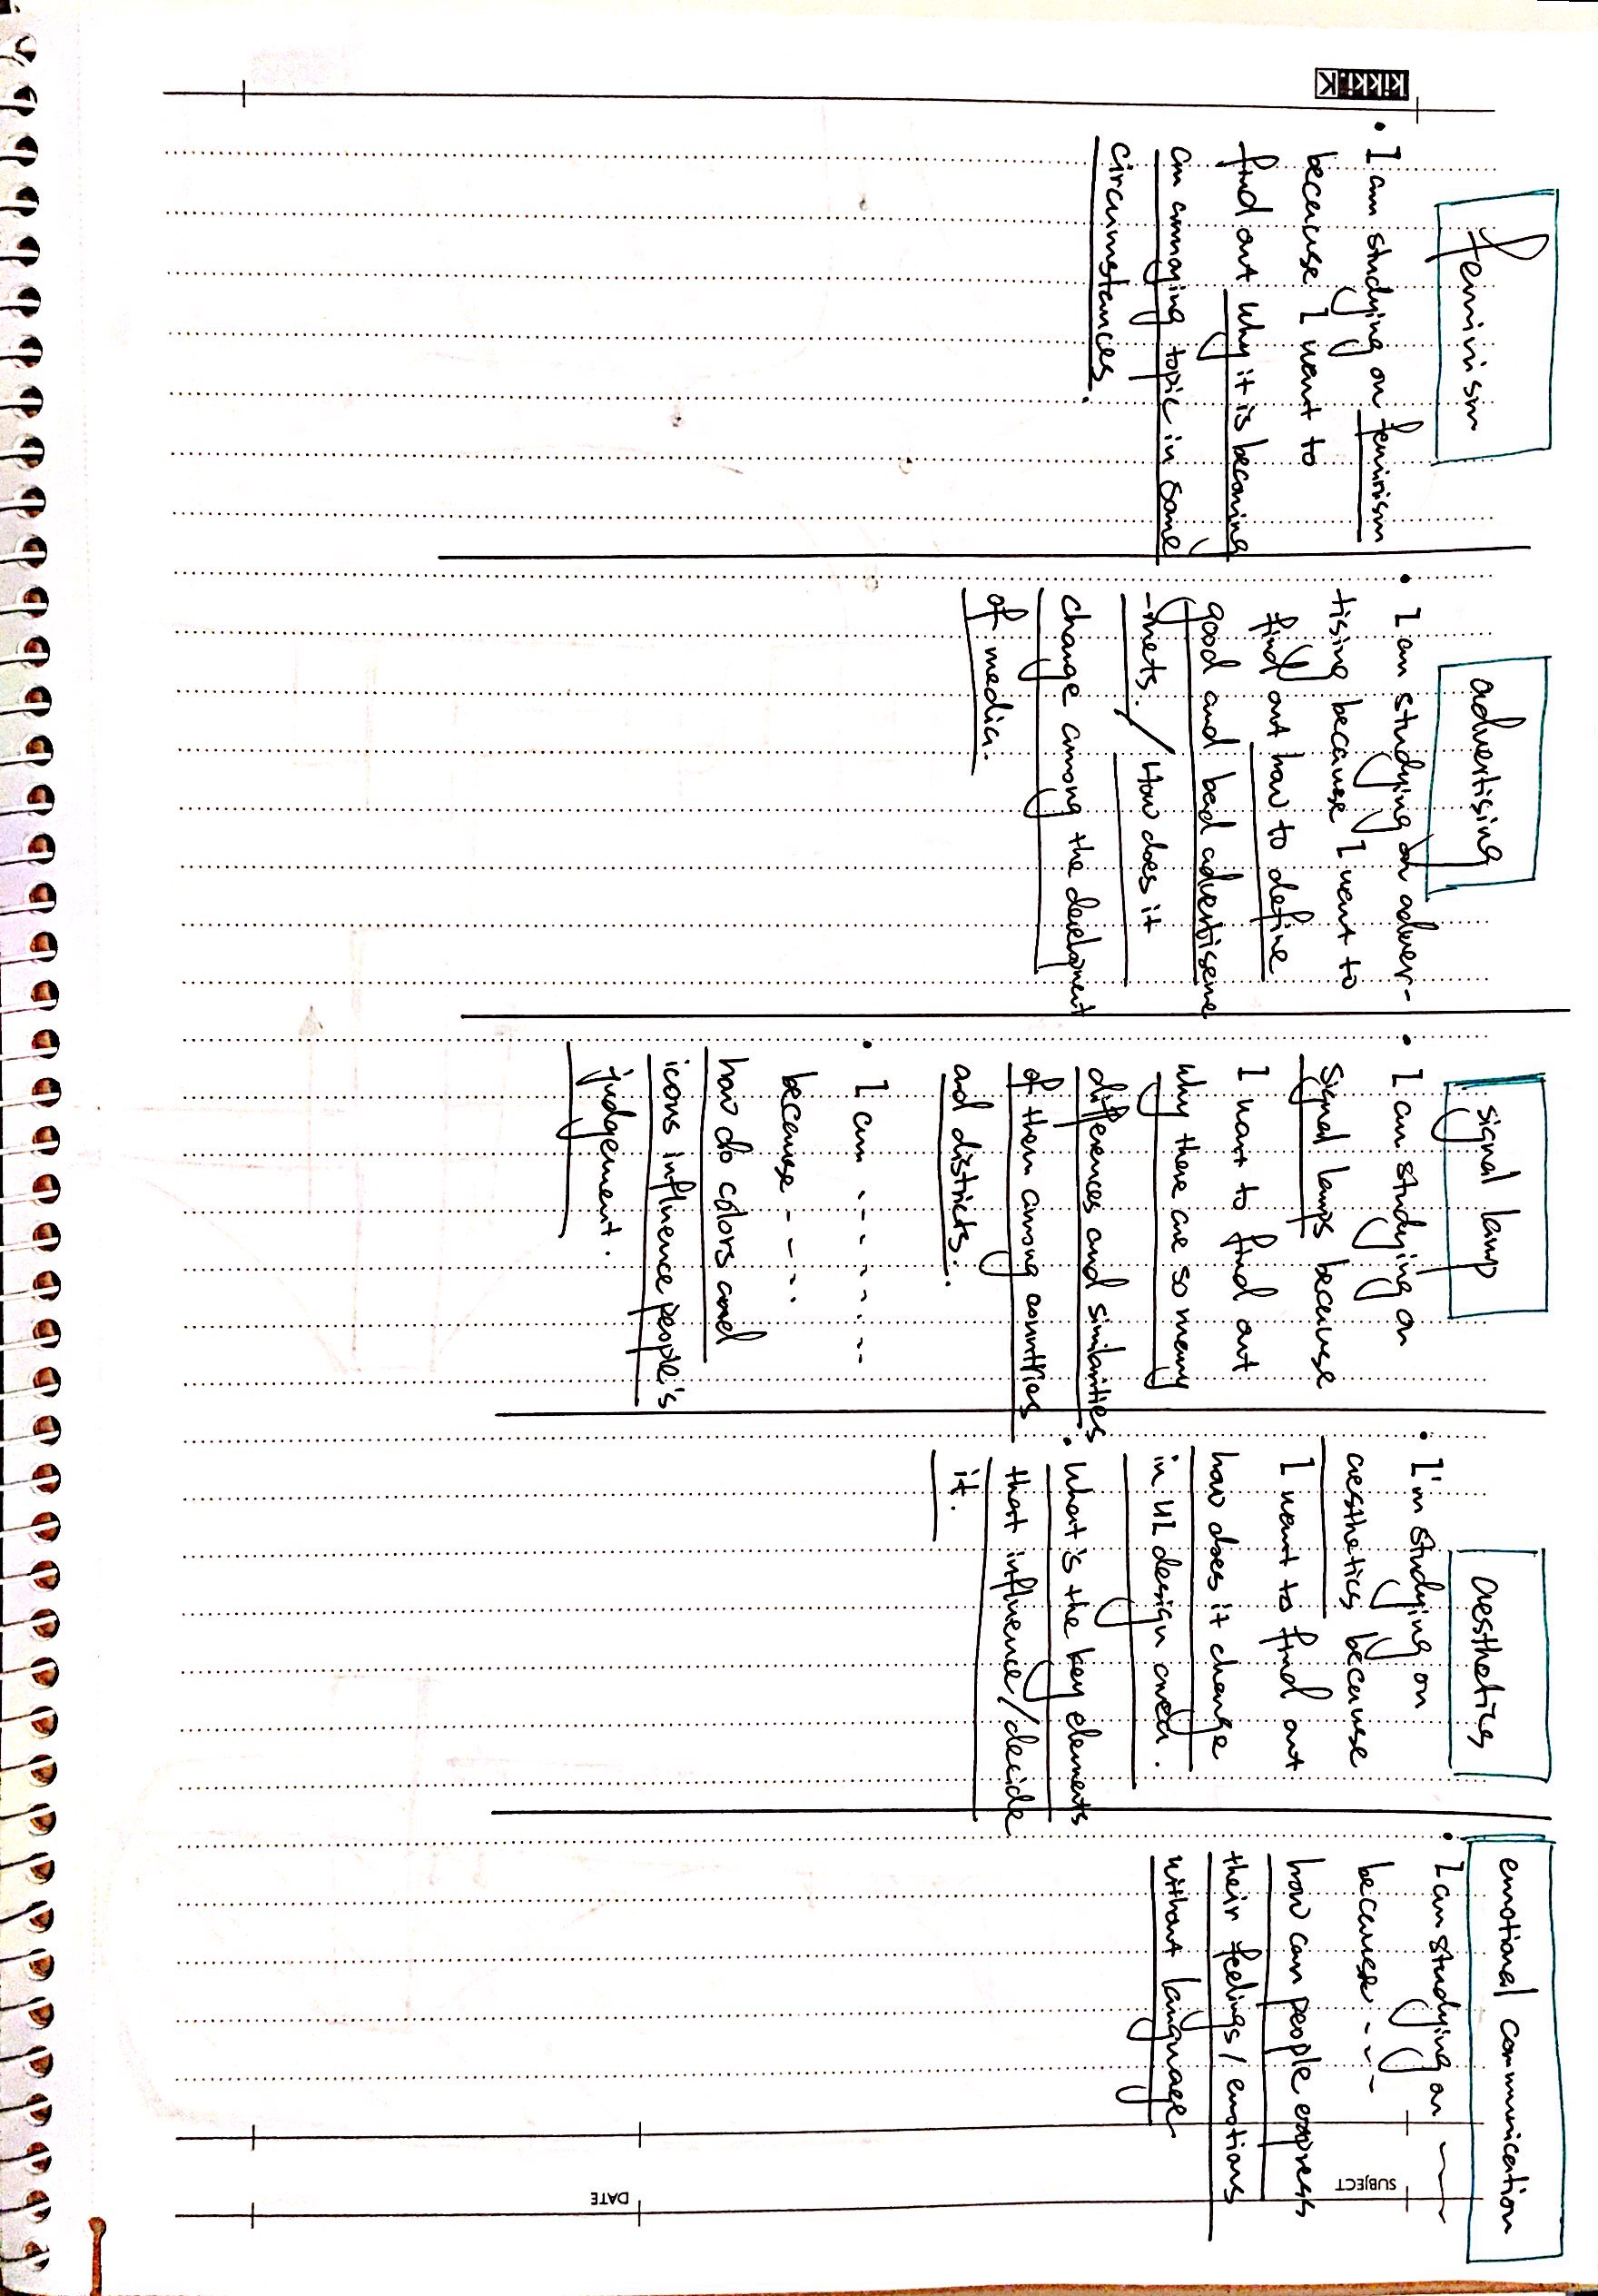 feminism
• I am studying on feminism
because I want to
find out why it is becoming
an annoying topic in some
circumstances.
advertising
• I am studying on adver-
tising because I want to
find out how to define
good and bad advertiseme
-nets. / How does it
change among the development
of media.
signal lamp
• I am studying on
signal lamps because
I want to find out
why there are so many
differences and similarities
of them among countries
and districts.
• I am . - - - - - -
because - - - - .
how do colors and
icons influence people's
judgement.
aesthetics
• I'm studying on
aesthetics because
I want to find out
how does it change
in UI design area.
• What is the key elements
that influence/decide
it.
emotional communication
• I am studying on ~~
because - - - -
how can people express
their feelings / emotions
without language
kikki.K
SUBJECT
DATE